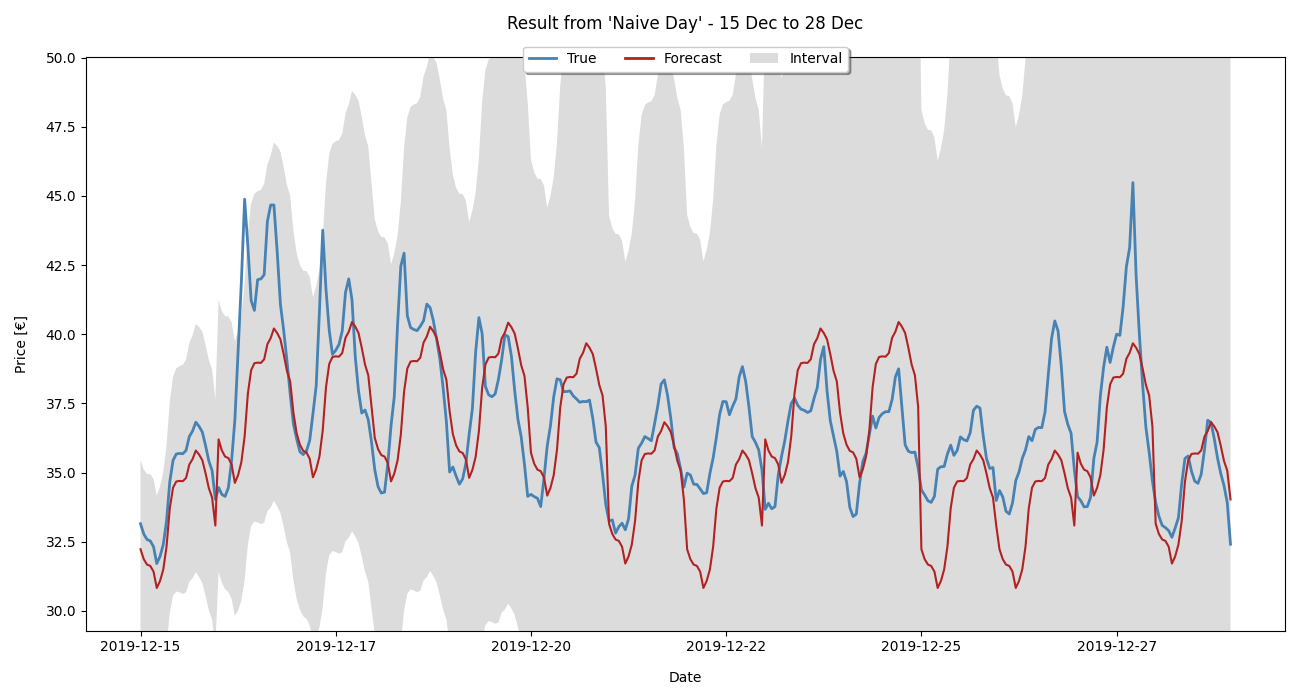 Result from 'Naive Day' - 15 Dec to 28 Dec
True Forecast Interval
50.0
47.5
45.0
42.5
40.0
37.5
35.0
32.5
30.0
Price [€]
2019-12-15 2019-12-17 2019-12-20 2019-12-22 2019-12-25 2019-12-27
Date